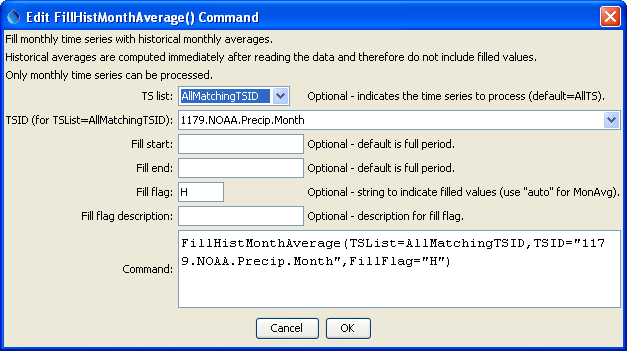 Edit FillHistMonthAverage() Command
Fill monthly time series with historical monthly averages.
Historical averages are computed immediately after reading the data and therefore do not include filled values.
Only monthly time series can be processed.
TS list: AllMatchingTSID Optional - indicates the time series to process (default=AllTS).
TSID (for TSList=AllMatchingTSID): 1179.NOAA.Precip.Month
Fill start: Optional - default is full period.
Fill end: Optional - default is full period.
Fill flag: H Optional - string to indicate filled values (use "auto" for MonAvg).
Fill flag description: Optional - description for fill flag.
FillHistMonthAverage(TSList=AllMatchingTSID,TSID="117
Command: 9.NOAA.Precip.Month",FillFlag="H")
Cancel OK